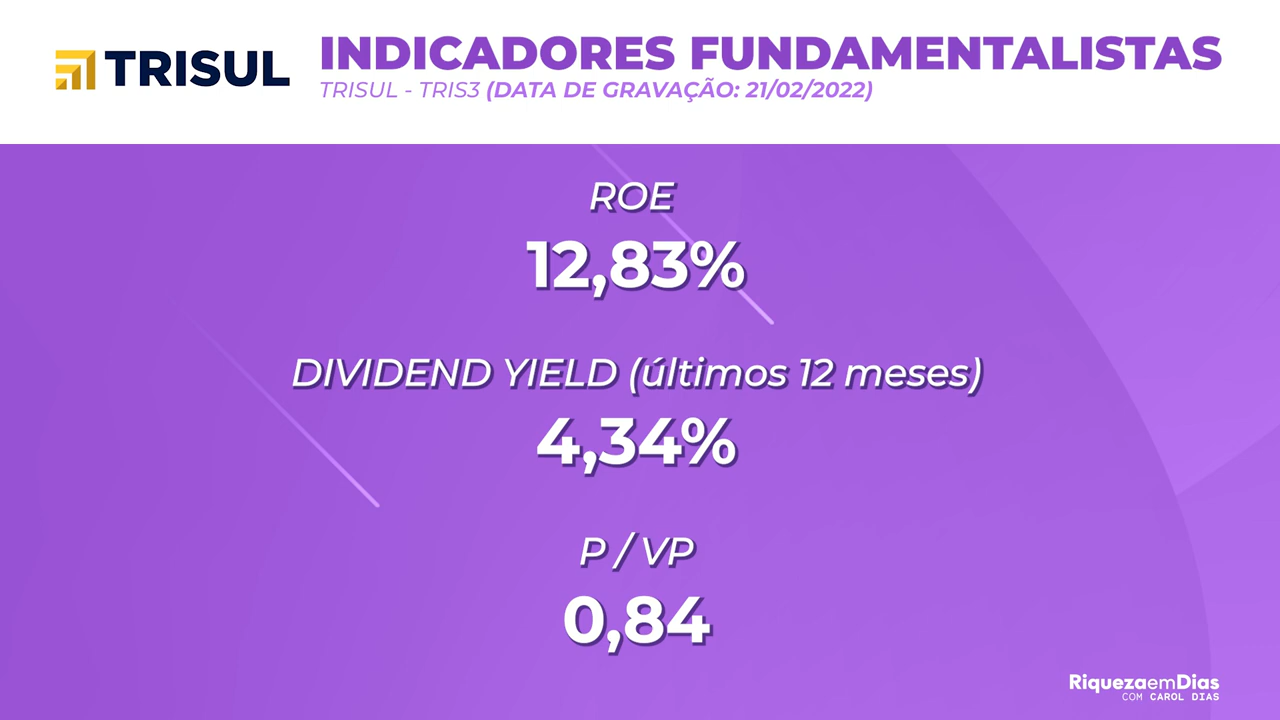 TRISUL
INDICADORES FUNDAMENTALISTAS
TRISUL - TRIS3 (DATA DE GRAVAÇÃO: 21/02/2022)
ROE
12,83%
DIVIDEND YIELD (últimos 12 meses)
4,34%
P / VP
0,84
RiquezaemDias
COM CAROL DIAS